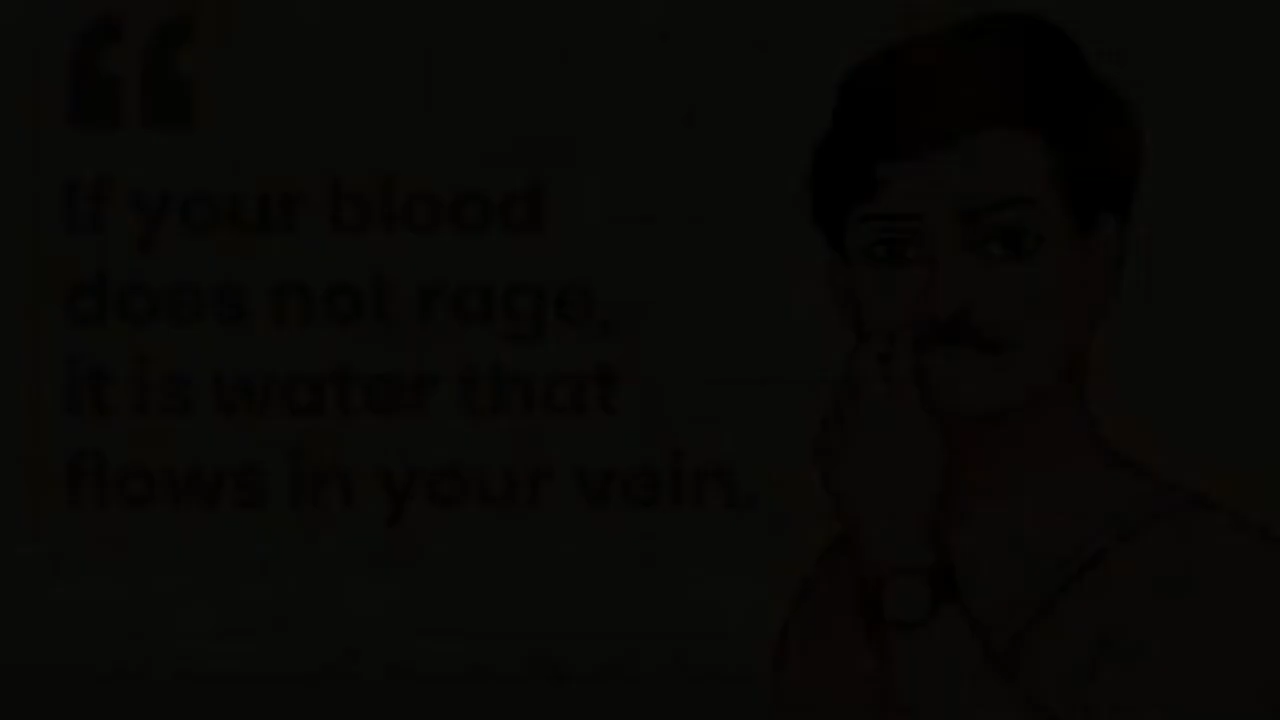 “
If your blood
does not rage,
it is water that
flows in your vein.